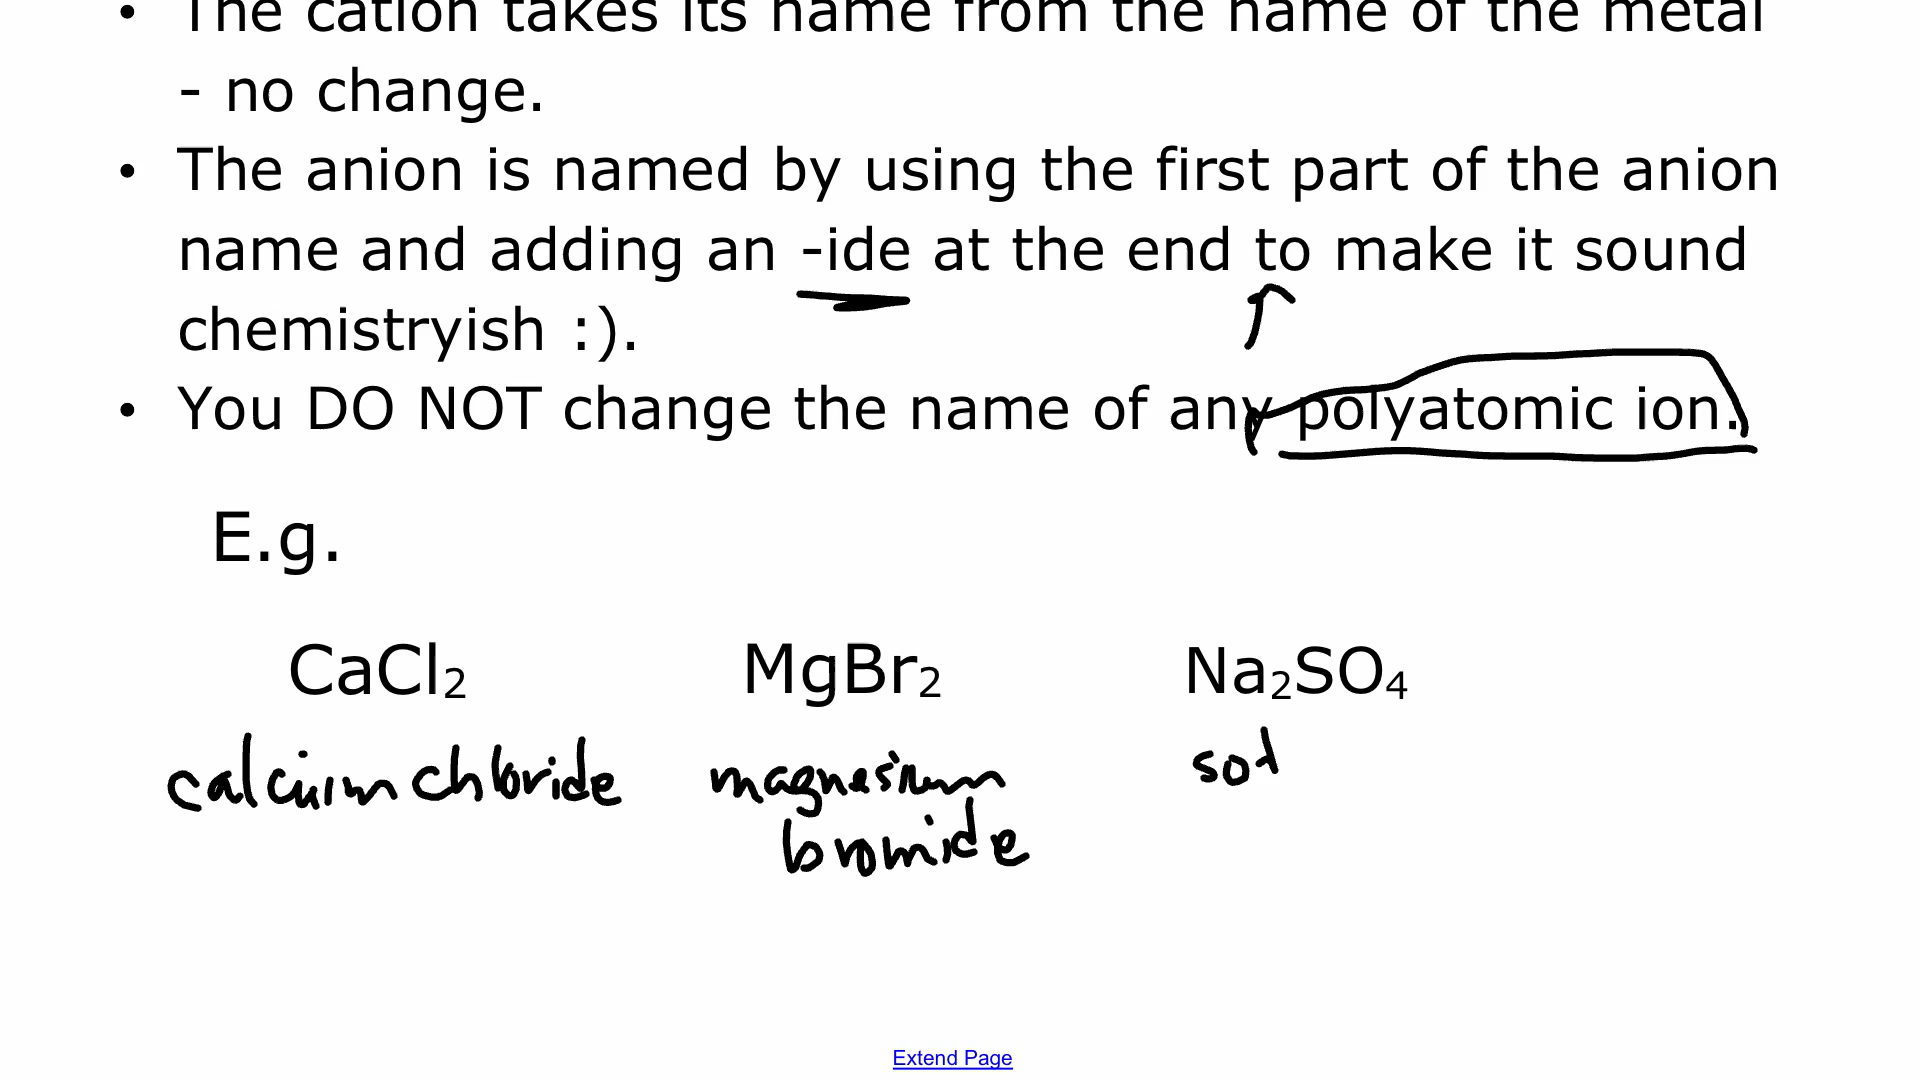 • The cation takes its name from the name of the metal
- no change.
• The anion is named by using the first part of the anion
name and adding an -ide at the end to make it sound
chemistryish :).
• You DO NOT change the name of any polyatomic ion.
E.g.
CaCl₂ MgBr₂ Na₂SO₄
calcium chloride magnesium sod
bromide
Extend Page